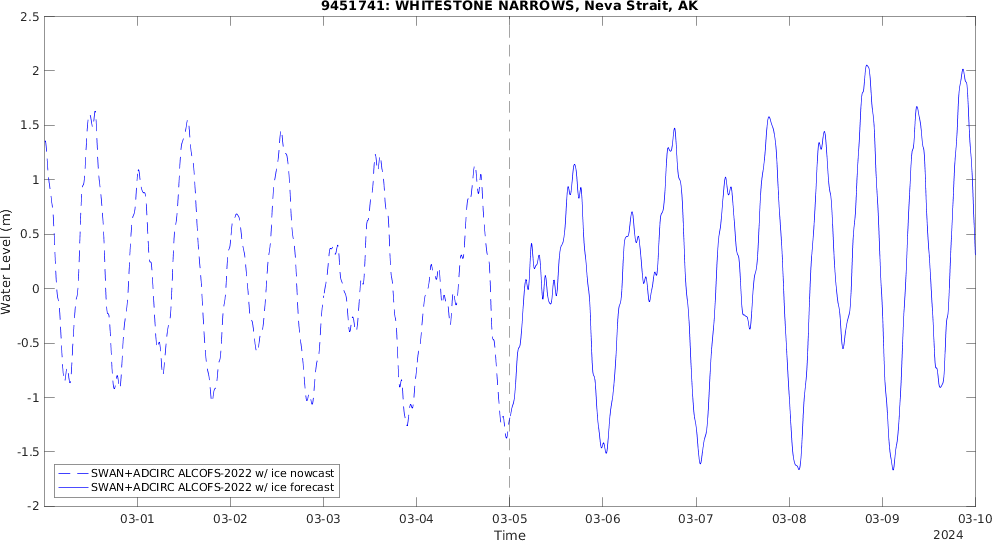 9451741: WHITESTONE NARROWS, Neva Strait, AK
2.5
2
1.5
1
0.5
0
-0.5
-1
-1.5
-2
Water Level (m)
SWAN+ADCIRC ALCOFS-2022 w/ ice nowcast
SWAN+ADCIRC ALCOFS-2022 w/ ice forecast
03-01 03-02 03-03 03-04 03-05 03-06 03-07 03-08 03-09 03-10
Time
2024